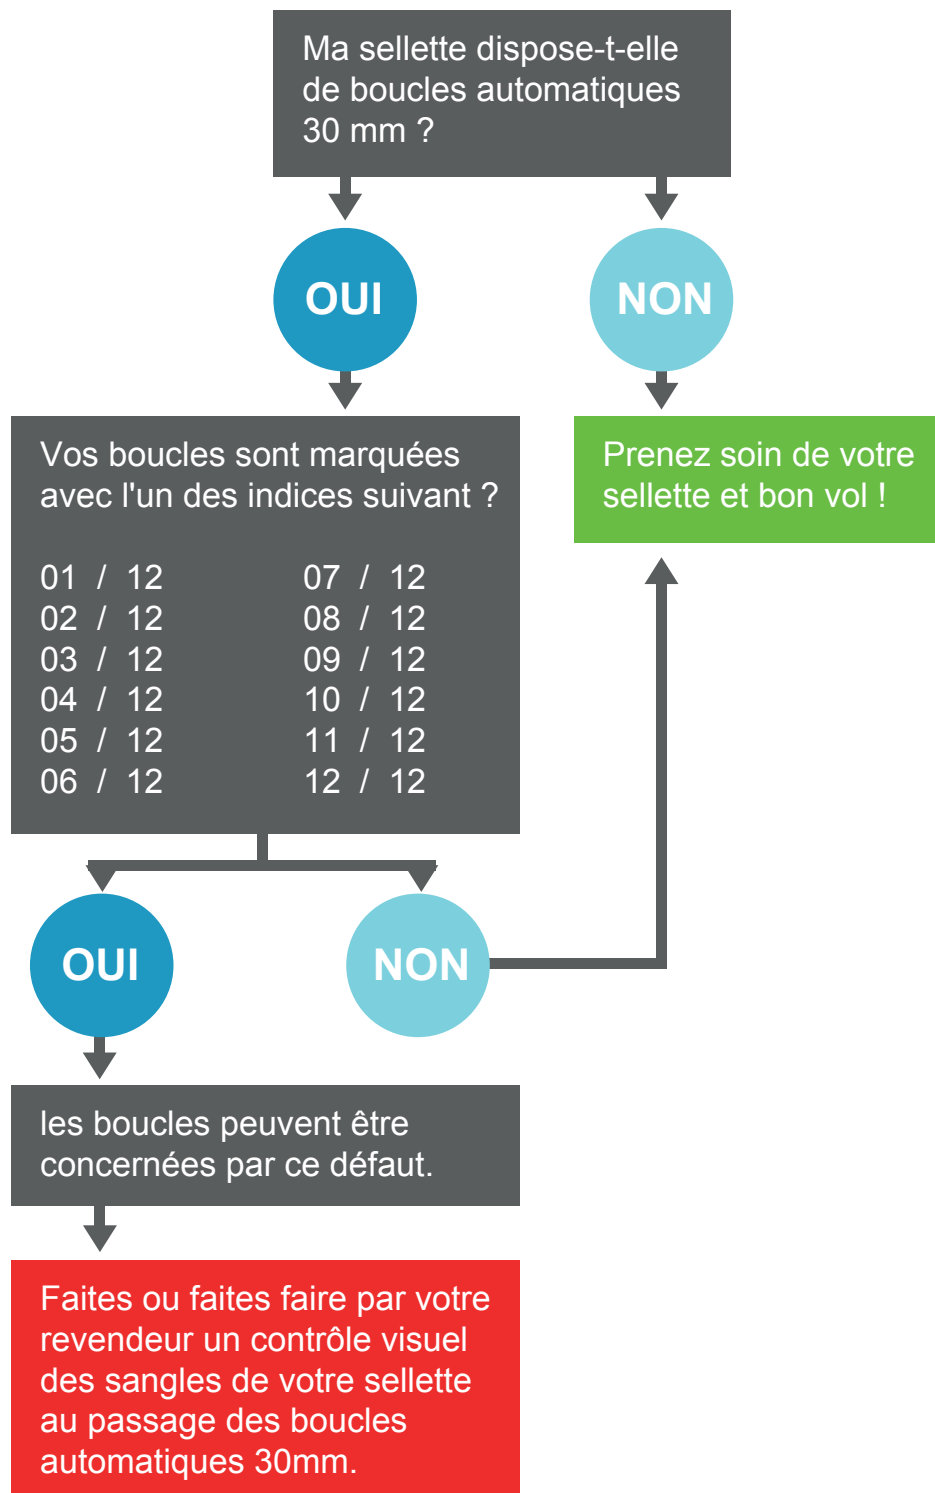 Ma sellette dispose-t-elle
de boucles automatiques
30 mm ?
OUI
NON
Vos boucles sont marquées
avec l'un des indices suivant ?
01 / 12 07 / 12
02 / 12 08 / 12
03 / 12 09 / 12
04 / 12 10 / 12
05 / 12 11 / 12
06 / 12 12 / 12
Prenez soin de votre
sellette et bon vol !
OUI
NON
les boucles peuvent être
concernées par ce défaut.
Faites ou faites faire par votre
revendeur un contrôle visuel
des sangles de votre sellette
au passage des boucles
automatiques 30mm.